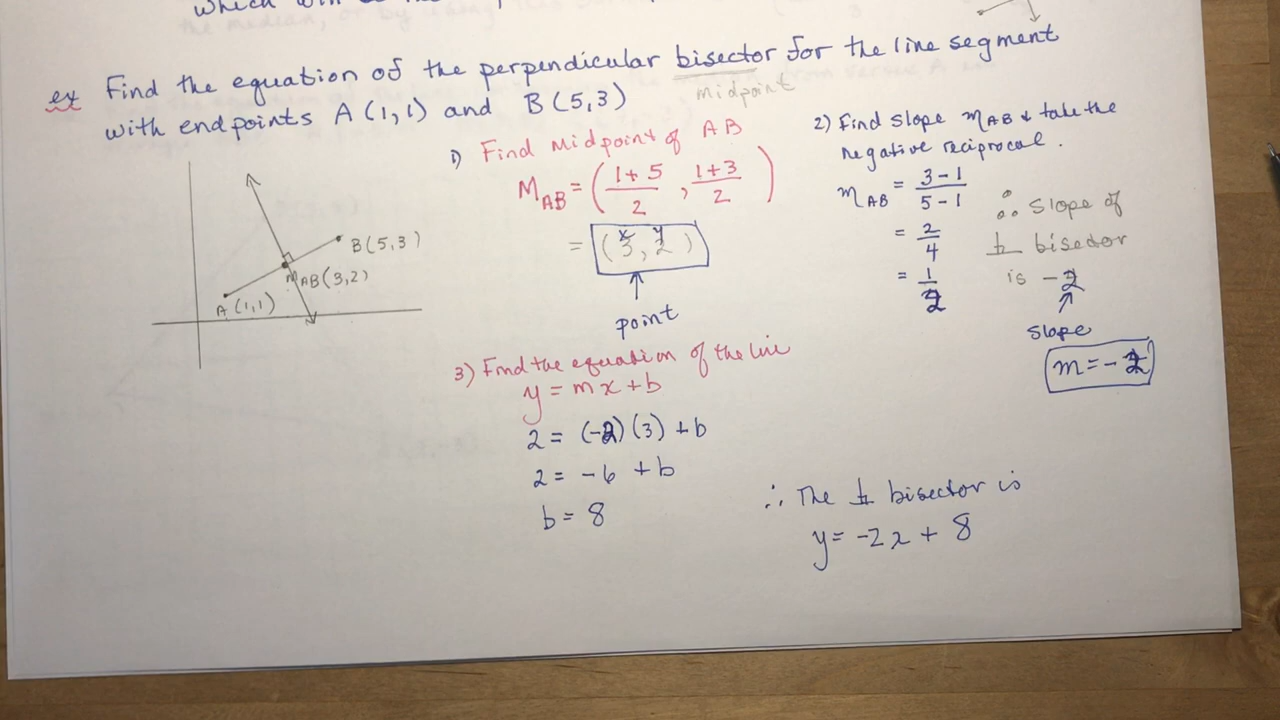 which
ex Find the equation of the perpendicular bisector for the line segment
midpoint
with endpoints A (1,1) and B (5,3)
1) Find Midpoint of AB
M_AB = (1+5/2, 1+3/2)
= (3, 2)
x y
point
B (5,3)
M_AB (3,2)
A (1,1)
2) Find slope m_AB & take the
negative reciprocal.
m_AB = 3-1/5-1
= 2/4
= 1/2
∴ slope of
⊥ bisector
is -2
slope
m = -2
3) Find the equation of the line
y = mx + b
2 = (-2)(3) + b
2 = -6 + b
b = 8
∴ The ⊥ bisector is
y = -2x + 8